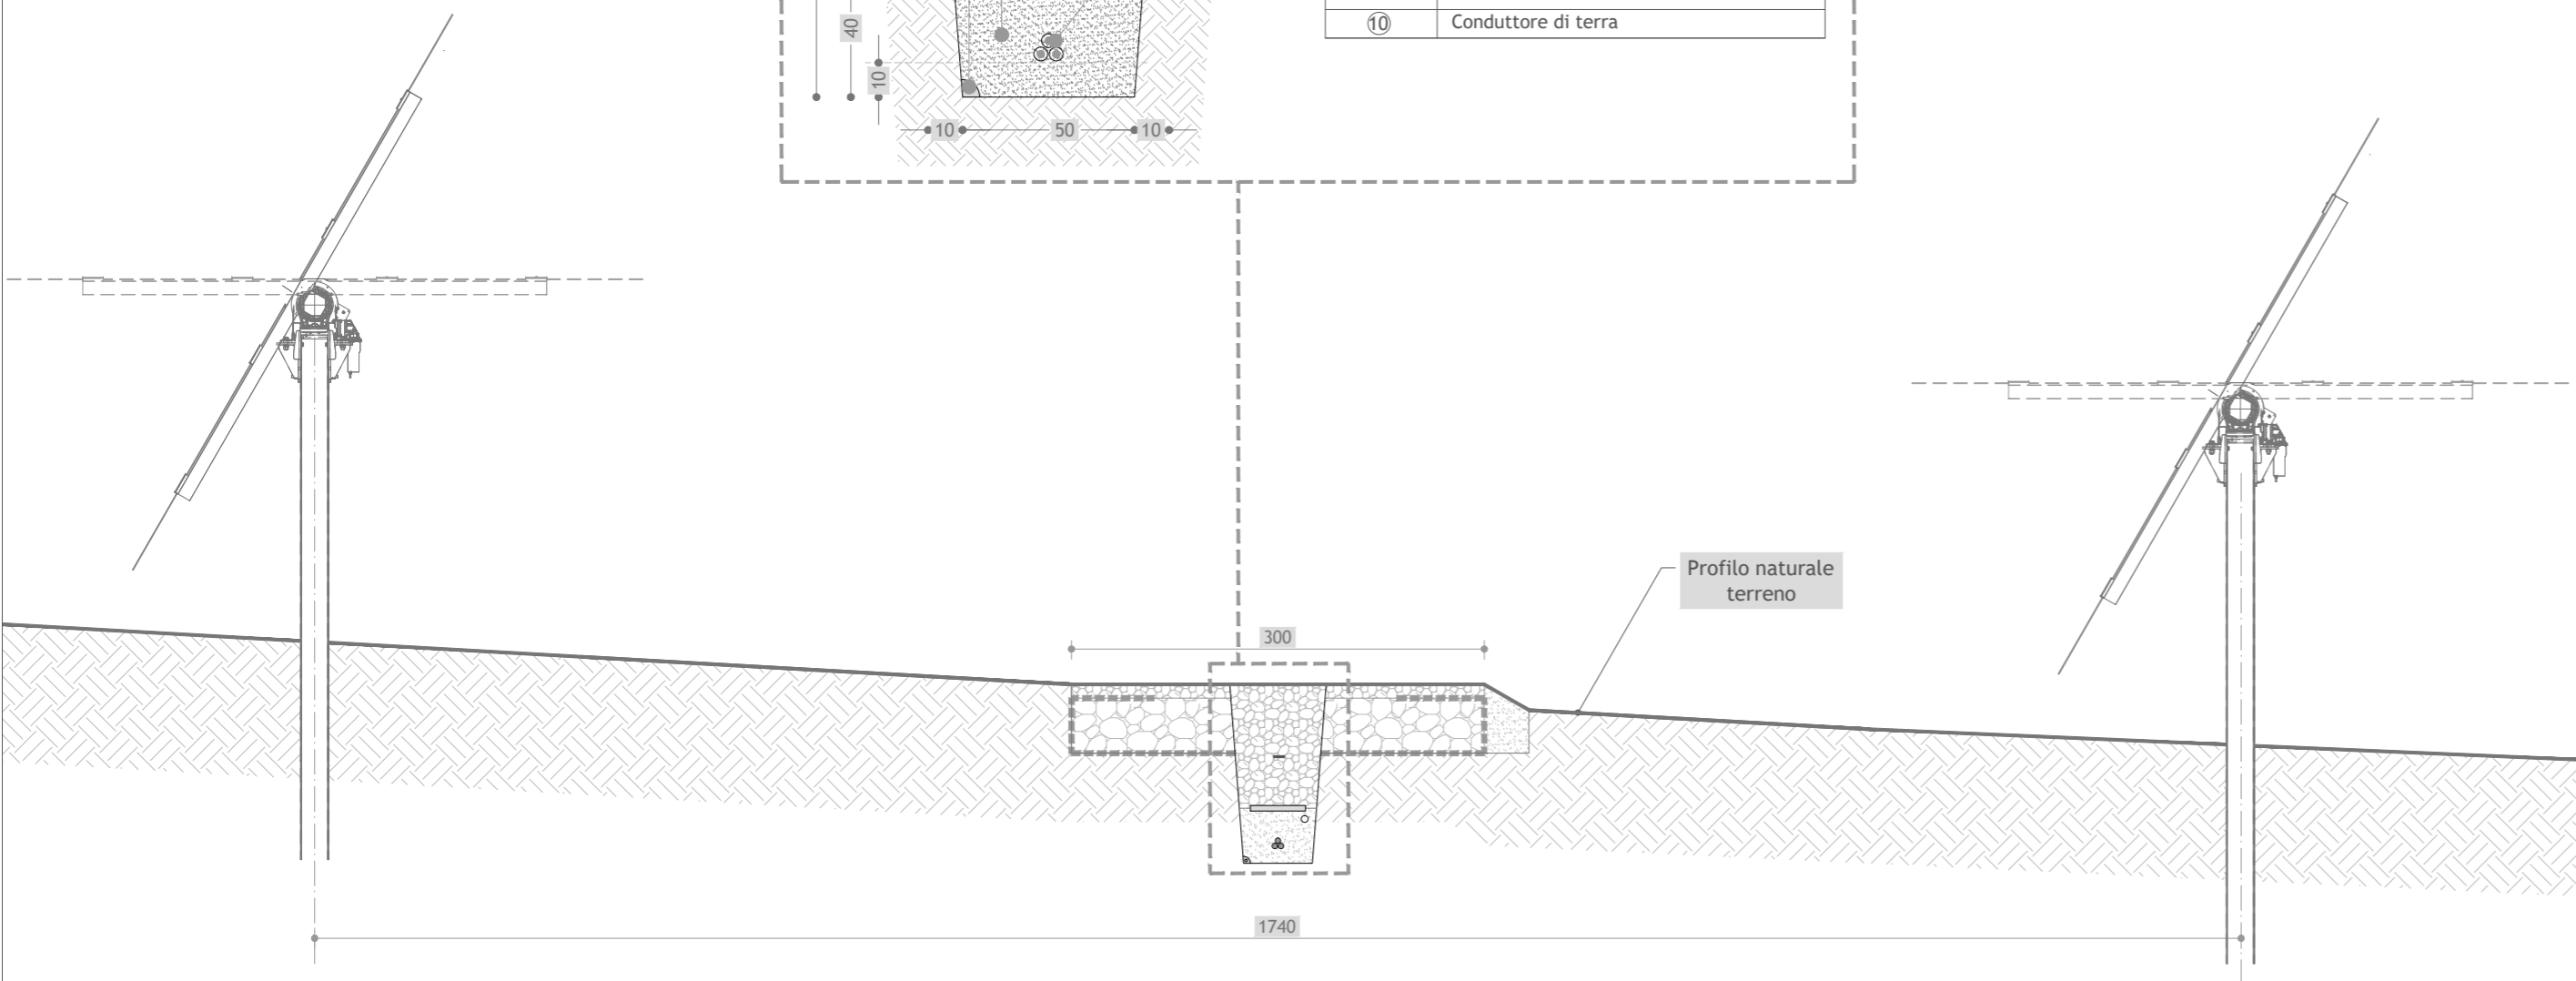 40
10
10 50 10
10 Conduttore di terra
Profilo naturale
terreno
300
1740